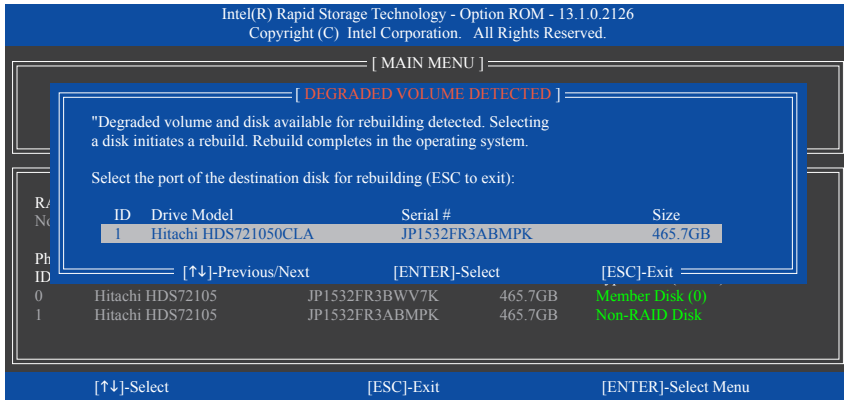 Intel(R) Rapid Storage Technology - Option ROM - 13.1.0.2126
Copyright (C) Intel Corporation. All Rights Reserved.
[ MAIN MENU ]
[ DEGRADED VOLUME DETECTED ]
"Degraded volume and disk available for rebuilding detected. Selecting
a disk initiates a rebuild. Rebuild completes in the operating system.
Select the port of the destination disk for rebuilding (ESC to exit):
ID Drive Model Serial # Size
1 Hitachi HDS721050CLA JP1532FR3ABMPK 465.7GB
[↑↓]-Previous/Next [ENTER]-Select [ESC]-Exit
ID
0 Hitachi HDS72105 JP1532FR3BWV7K 465.7GB Member Disk (0)
1 Hitachi HDS72105 JP1532FR3ABMPK 465.7GB Non-RAID Disk
[↑↓]-Select [ESC]-Exit [ENTER]-Select Menu